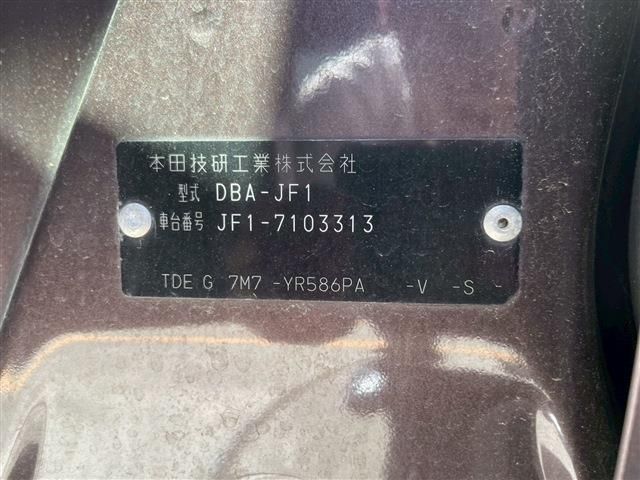 本田技研工業株式会社
型式 DBA-JF1
車台番号 JF1-7103313
TDE G 7M7 -YR586PA -V -S -